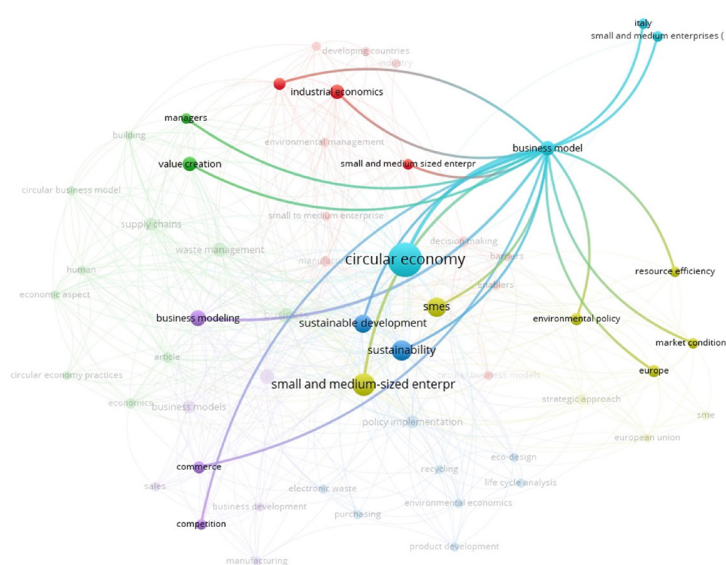 italy
small and medium enterprises (
developing countries
industry
industrial economics
managers
building
environmental management
business model
value creation
small and medium sized enterpr
circular business model
small to medium enterprise
supply chains
decision making
waste management
barriers
circular economy
human
resource efficiency
enablers
economic aspect
smes
business modeling
sustainable development
environmental policy
market condition
sustainability
article
europe
circular economy practices
small and medium-sized enterpr
strategic approach
economics
business models
sme
policy implementation
european union
eco-design
commerce
recycling
life cycle analysis
sales
electronic waste
environmental economics
business development
purchasing
competition
product development
manufacturing